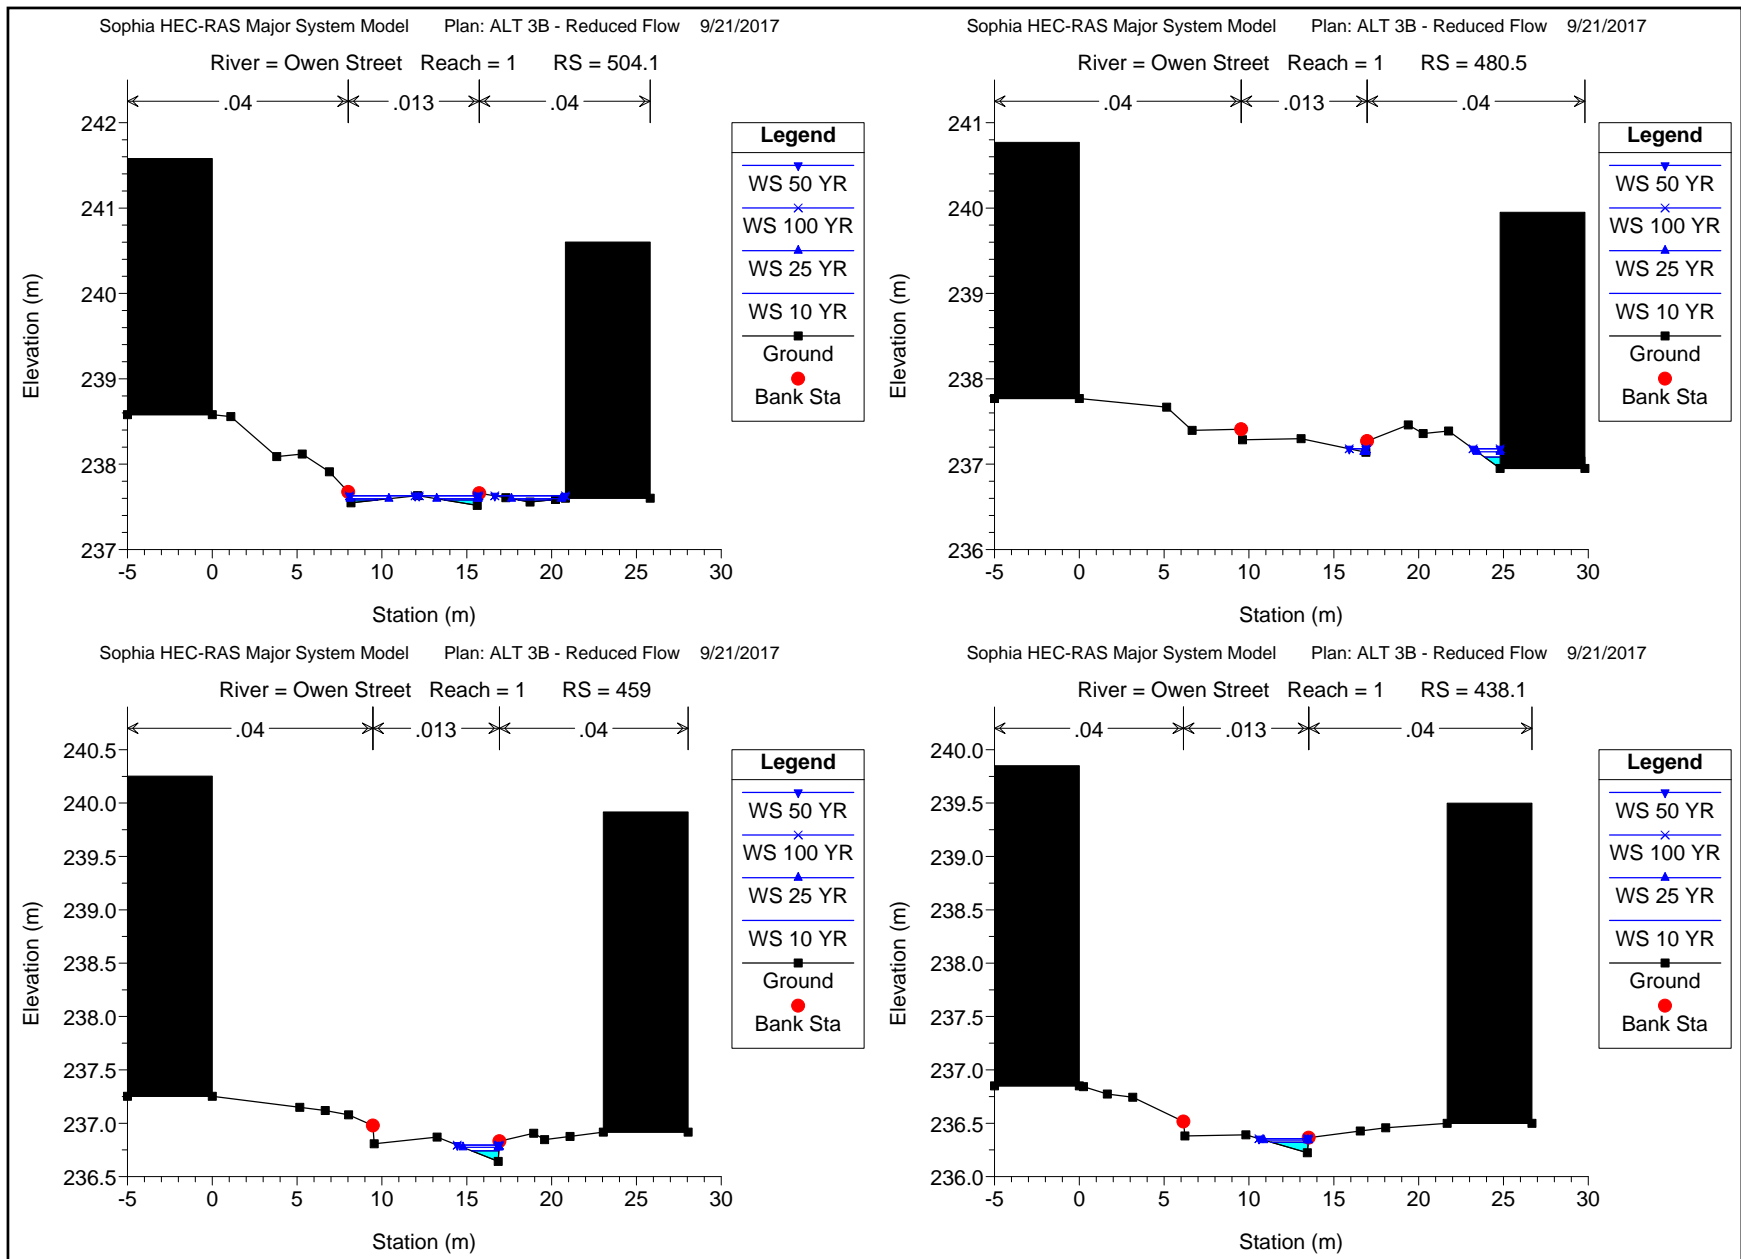 Sophia HEC-RAS Major System Model Plan: ALT 3B - Reduced Flow 9/21/2017
River = Owen Street Reach = 1 RS = 504.1
.04 .013 .04
242
241
240
239
238
237
Elevation (m)
-5 0 5 10 15 20 25 30
Station (m)
Legend
WS 50 YR
WS 100 YR
WS 25 YR
WS 10 YR
Ground
Bank Sta
Sophia HEC-RAS Major System Model Plan: ALT 3B - Reduced Flow 9/21/2017
River = Owen Street Reach = 1 RS = 480.5
.04 .013 .04
241
240
239
238
237
236
Elevation (m)
-5 0 5 10 15 20 25 30
Station (m)
Legend
WS 50 YR
WS 100 YR
WS 25 YR
WS 10 YR
Ground
Bank Sta
Sophia HEC-RAS Major System Model Plan: ALT 3B - Reduced Flow 9/21/2017
River = Owen Street Reach = 1 RS = 459
.04 .013 .04
240.5
240.0
239.5
239.0
238.5
238.0
237.5
237.0
236.5
Elevation (m)
-5 0 5 10 15 20 25 30
Station (m)
Legend
WS 50 YR
WS 100 YR
WS 25 YR
WS 10 YR
Ground
Bank Sta
Sophia HEC-RAS Major System Model Plan: ALT 3B - Reduced Flow 9/21/2017
River = Owen Street Reach = 1 RS = 438.1
.04 .013 .04
240.0
239.5
239.0
238.5
238.0
237.5
237.0
236.5
236.0
Elevation (m)
-5 0 5 10 15 20 25 30
Station (m)
Legend
WS 50 YR
WS 100 YR
WS 25 YR
WS 10 YR
Ground
Bank Sta